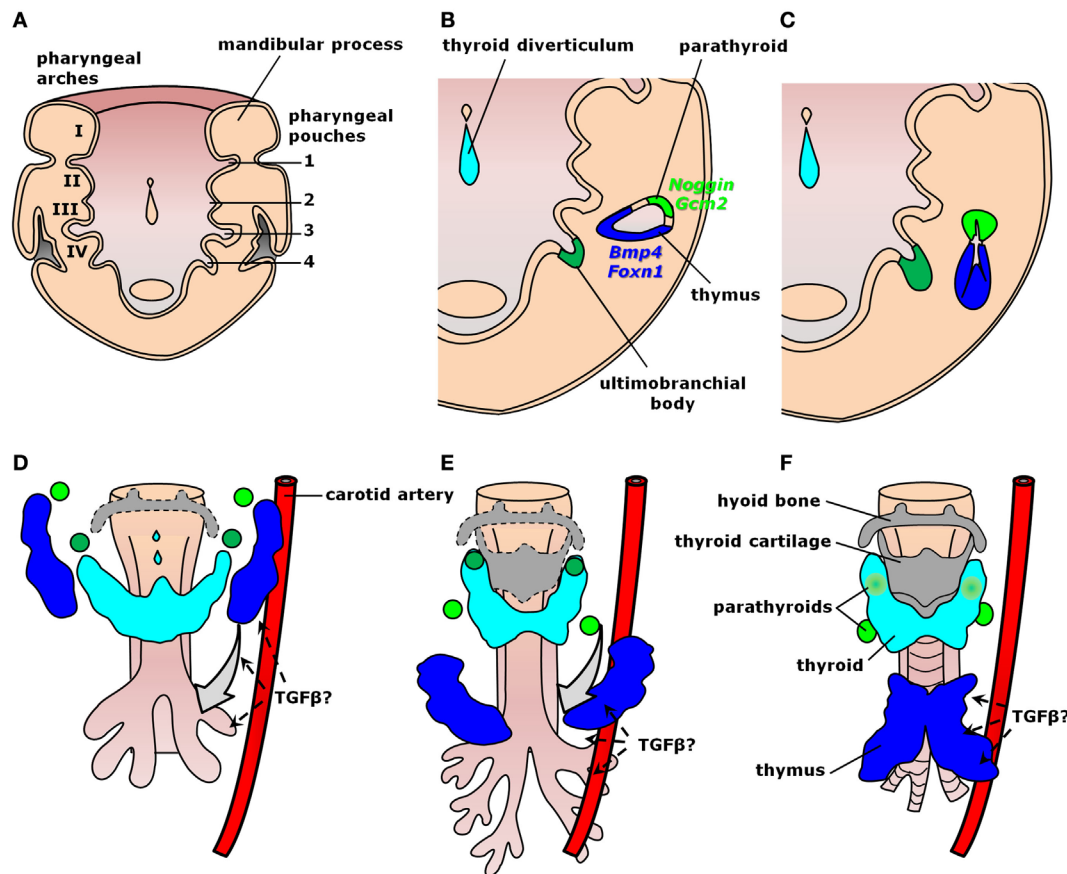 A
mandibular process
pharyngeal
arches
pharyngeal
pouches
I
II
III
IV
1
2
3
4
B
thyroid diverticulum
parathyroid
Noggin
Gcm2
Bmp4
Foxn1
thymus
ultimobranchial
body
C
D
carotid artery
TGFβ?
E
TGFβ?
F
hyoid bone
thyroid cartilage
parathyroids
thyroid
TGFβ?
thymus